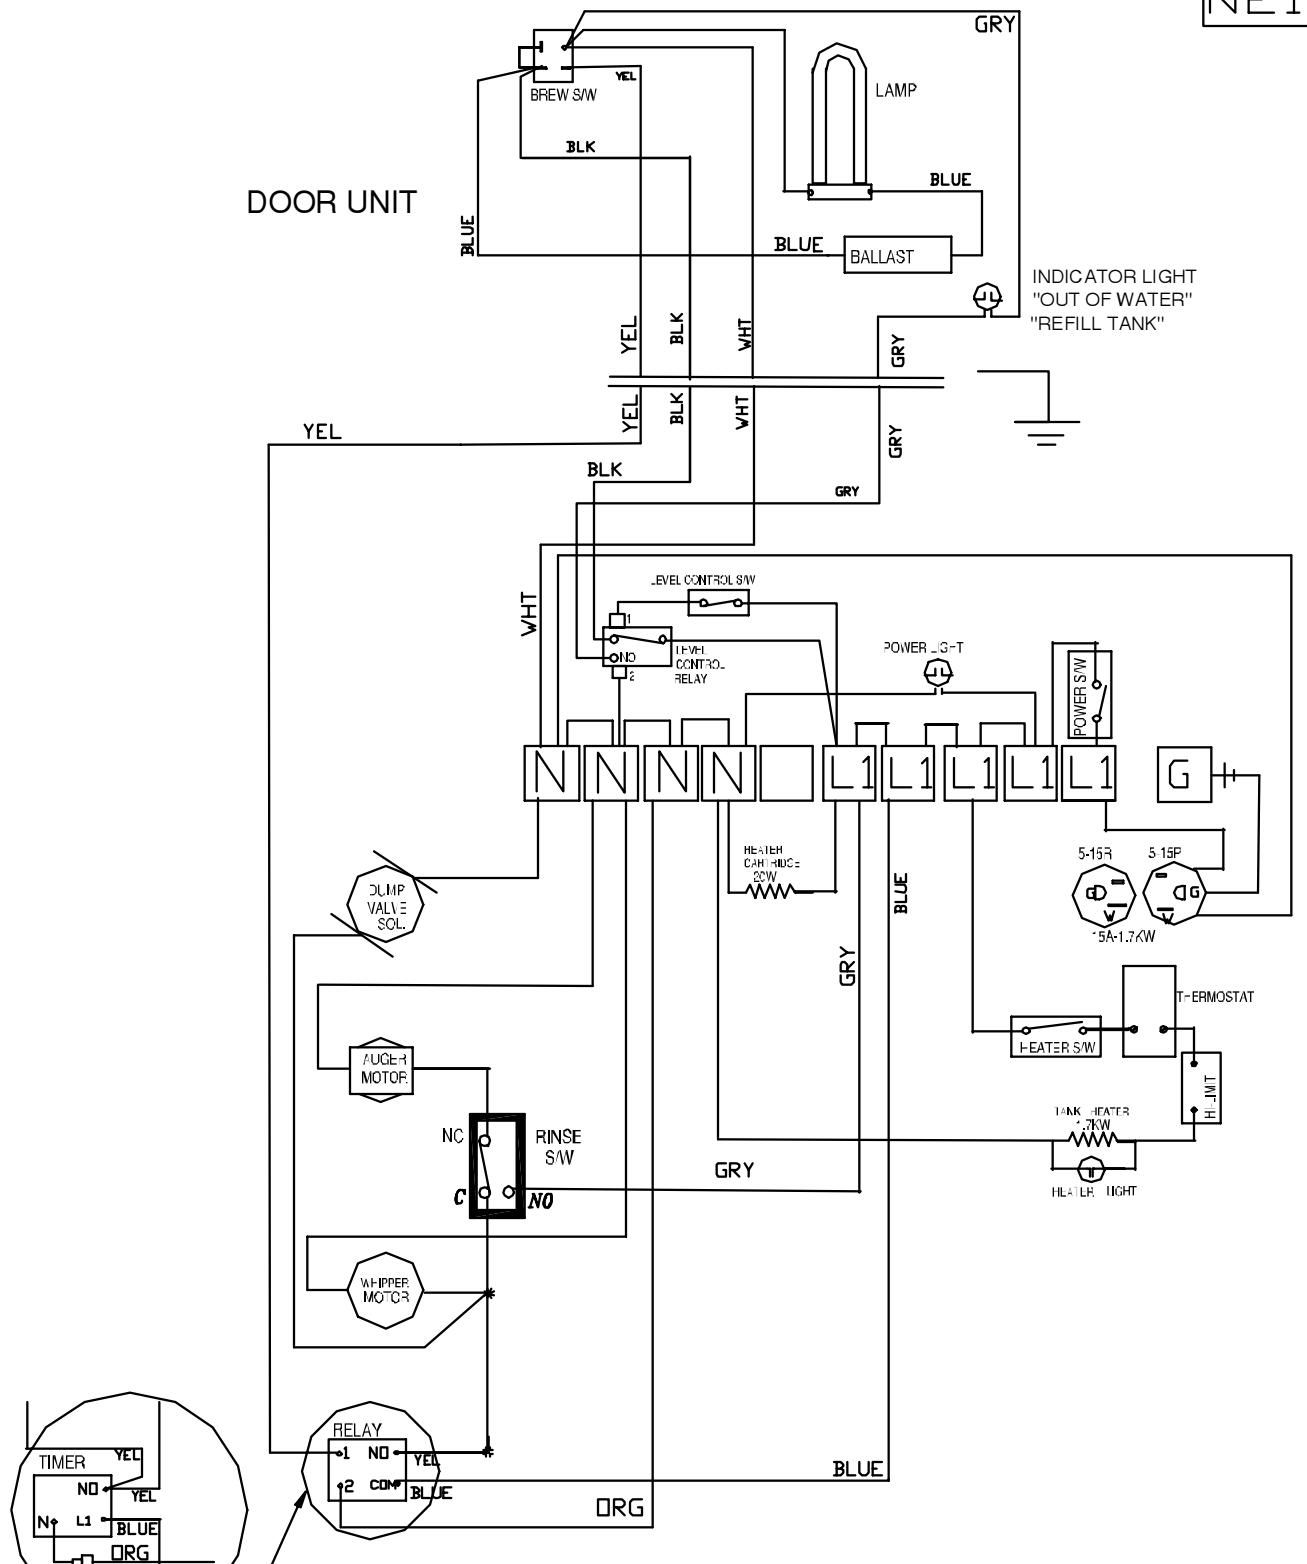 GRY
YEL
BREW S/W
LAMP
BLK
BLUE
DOOR UNIT
BLUE
BLUE
BALLAST
INDICATOR LIGHT
"OUT OF WATER"
"REFILL TANK"
YEL
BLK
WHT
GRY
YEL
BLK
WHT
YEL
GRY
BLK
GRY
LEVEL CONTROL S/W
WHT
1
NO
LEVEL
CONTROL
RELAY
2
POWER LIGHT
POWER S/W
N
N
N
N
L1
L1
L1
L1
L1
G
HEATER
CARTRIDGE
20W
5-15R
5-15P
DUMP
VALVE
SOL.
BLUE
G
G
W
W
15A-1.7KW
GRY
THERMOSTAT
HEATER S/W
AUGER
MOTOR
HI-LIMIT
TANK HEATER
1.7KW
NC
RINSE
S/W
GRY
C
NO
HEATER LIGHT
WHIPPER
MOTOR
RELAY
1
NO
YEL
2
COM
BLUE
BLUE
ORG
TIMER
YEL
NO
YEL
N
L1
BLUE
ORG